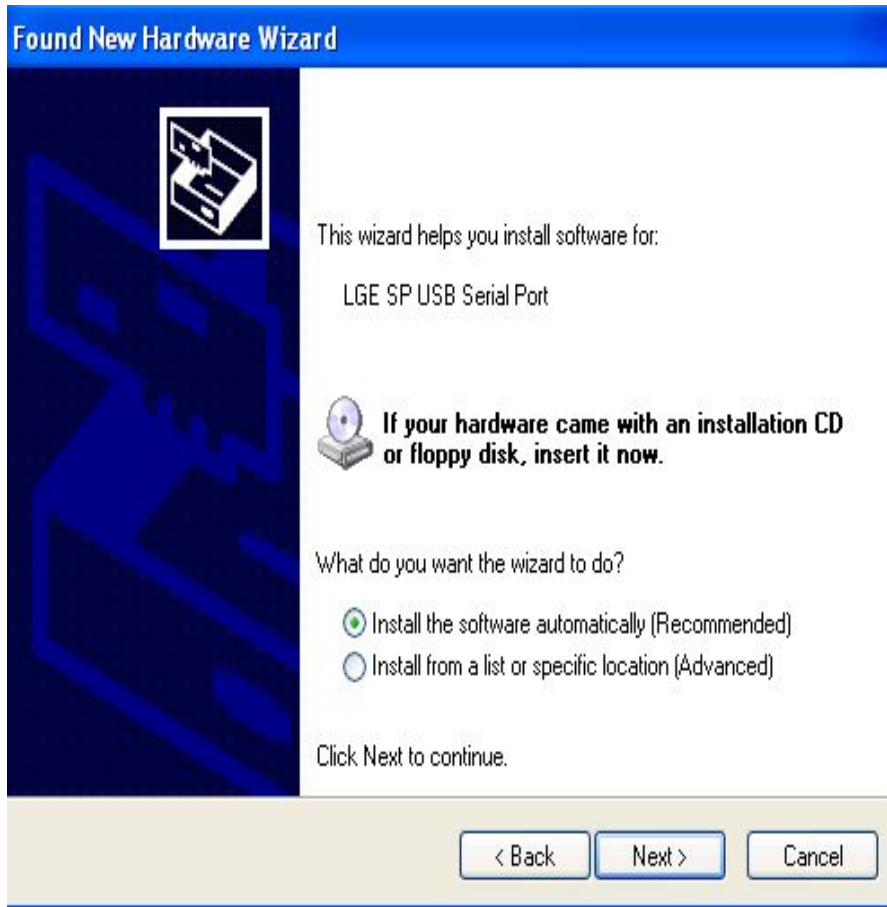 Found New Hardware Wizard
This wizard helps you install software for:
LGE SP USB Serial Port
If your hardware came with an installation CD
or floppy disk, insert it now.
What do you want the wizard to do?
Install the software automatically (Recommended)
Install from a list or specific location (Advanced)
Click Next to continue.
< Back Next > Cancel